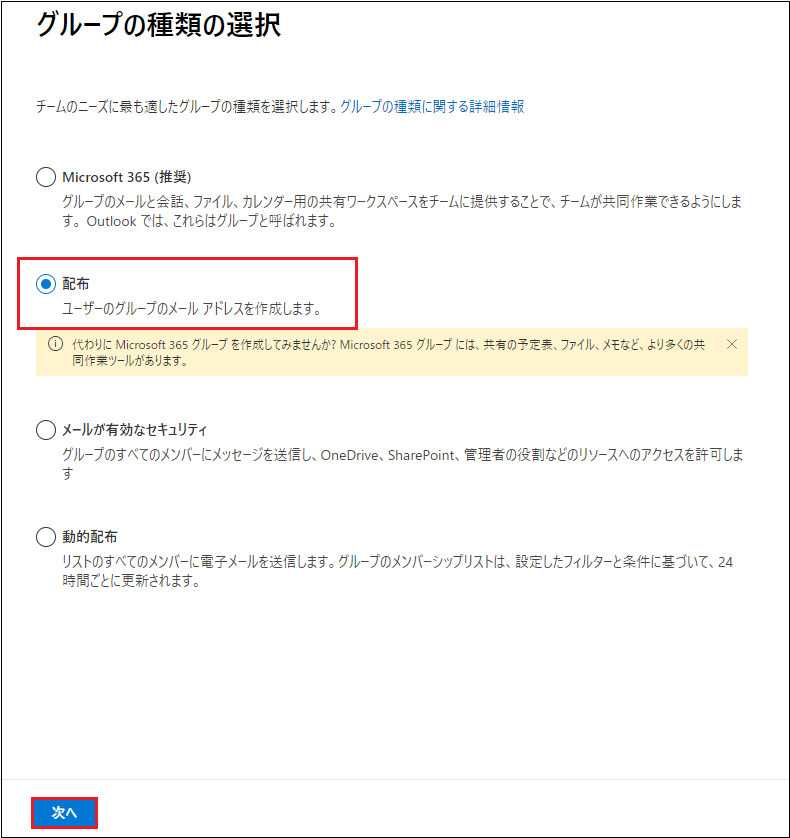 グループの種類の選択
チームのニーズに最も適したグループの種類を選択します。グループの種類に関する詳細情報
Microsoft 365 (推奨)
グループのメールと会話、ファイル、カレンダー用の共有ワークスペースをチームに提供することで、チームが共同作業できるようにしま
す。Outlook では、これらはグループと呼ばれます。
配布
ユーザーのグループのメール アドレスを作成します。
代わりに Microsoft 365 グループ を作成してみませんか? Microsoft 365 グループ には、共有の予定表、ファイル、メモなど、より多くの共
同作業ツールがあります。
メールが有効なセキュリティ
グループのすべてのメンバーにメッセージを送信し、OneDrive、SharePoint、管理者の役割などのリソースへのアクセスを許可しま
す
動的配布
リストのすべてのメンバーに電子メールを送信します。グループのメンバーシップリストは、設定したフィルターと条件に基づいて、24
時間ごとに更新されます。
次へ